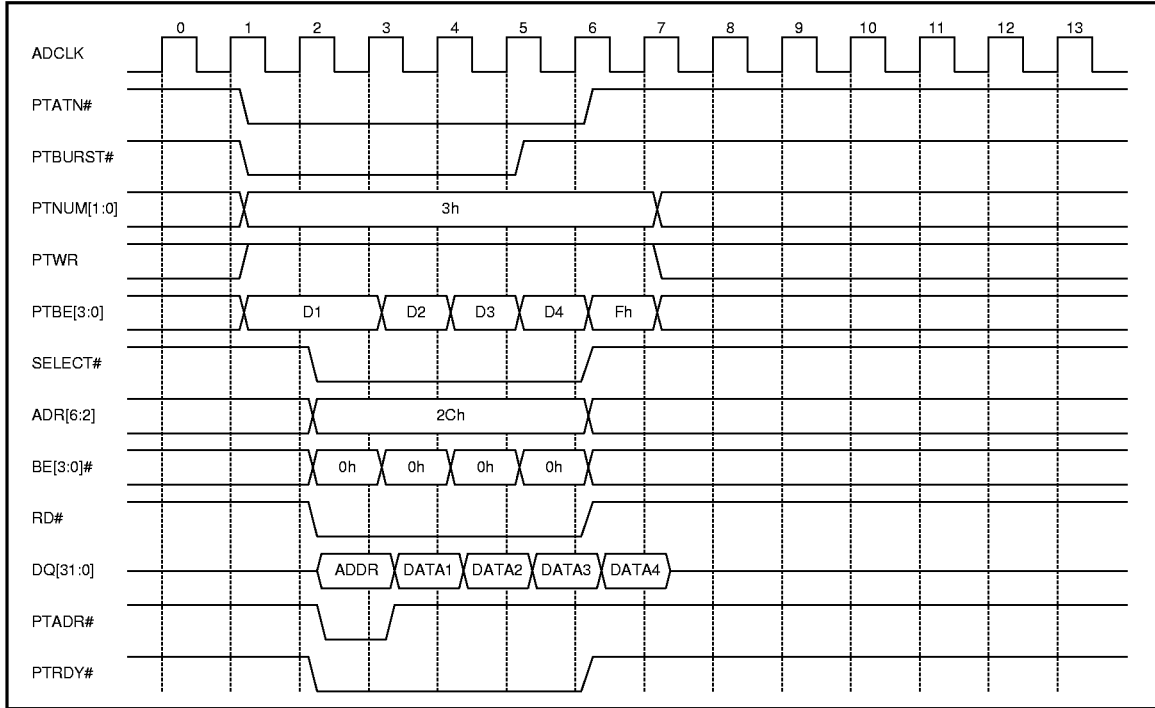 0 1 2 3 4 5 6 7 8 9 10 11 12 13
ADCLK
PTATN#
PTBURST#
PTNUM[1:0] 3h
PTWR
PTBE[3:0] D1 D2 D3 D4 Fh
SELECT#
ADR[6:2] 2Ch
BE[3:0]# 0h 0h 0h 0h
RD#
DQ[31:0] ADDR DATA1 DATA2 DATA3 DATA4
PTADR#
PTRDY#